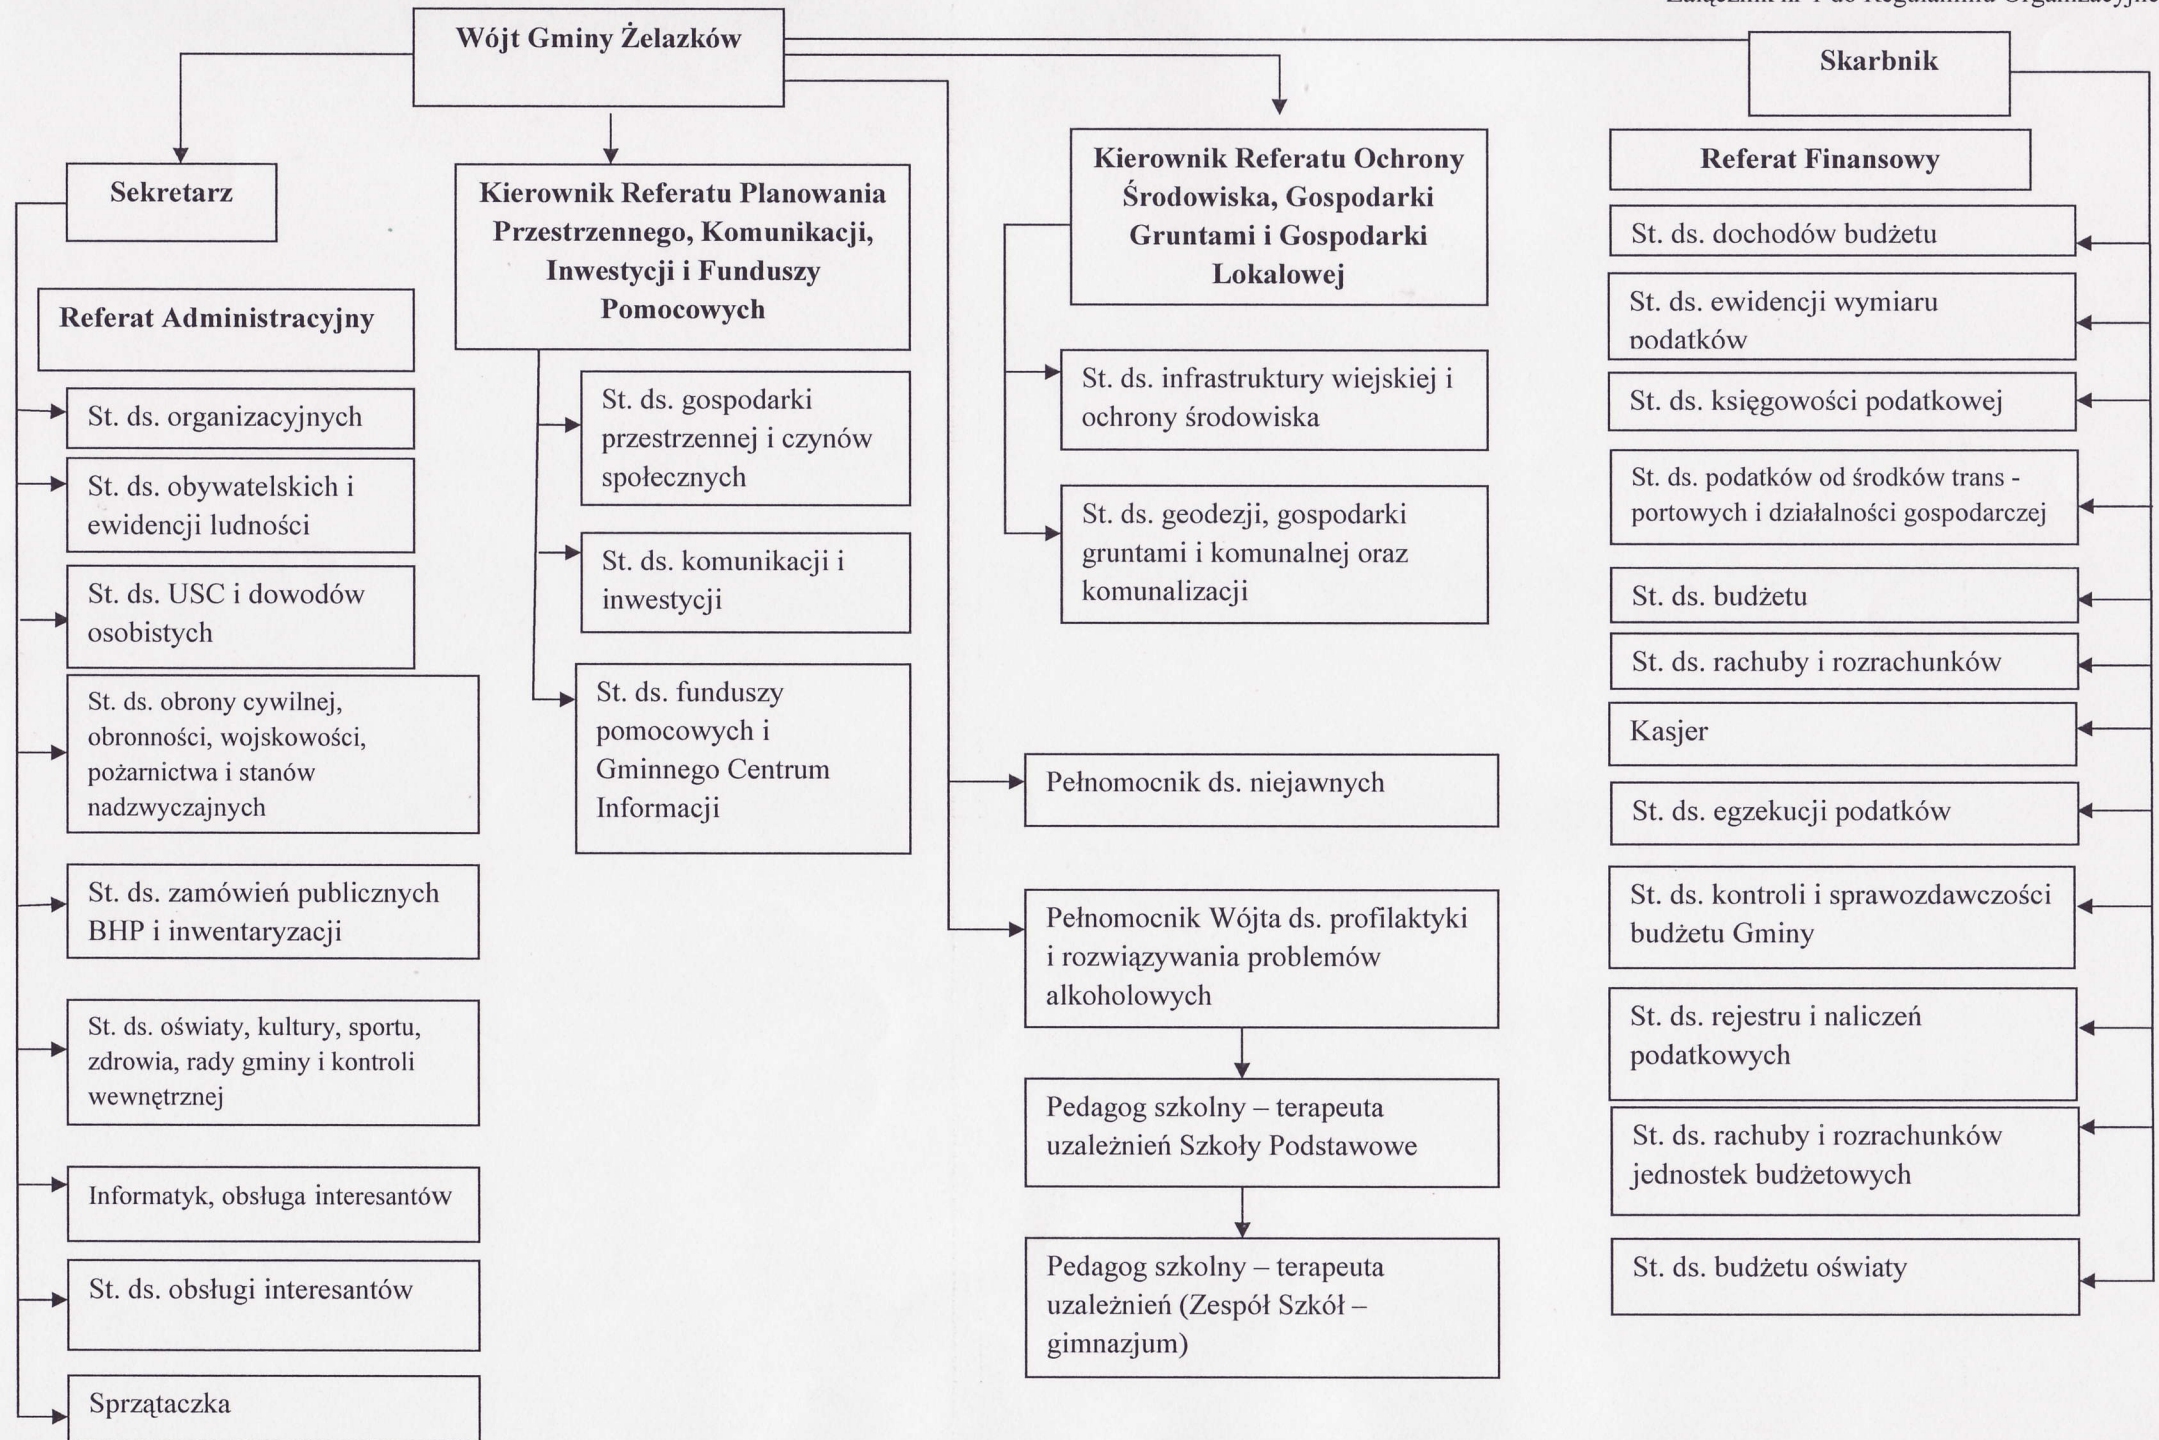 Załącznik nr 1 do Regulaminu Organizacyjne
Wójt Gminy Żelazków
Skarbnik
Sekretarz
Referat Administracyjny
St. ds. organizacyjnych
St. ds. obywatelskich i
ewidencji ludności
St. ds. USC i dowodów
osobistych
St. ds. obrony cywilnej,
obronności, wojskowości,
pożarnictwa i stanów
nadzwyczajnych
St. ds. zamówień publicznych
BHP i inwentaryzacji
St. ds. oświaty, kultury, sportu,
zdrowia, rady gminy i kontroli
wewnętrznej
Informatyk, obsługa interesantów
St. ds. obsługi interesantów
Sprzątaczka
Kierownik Referatu Planowania
Przestrzennego, Komunikacji,
Inwestycji i Funduszy
Pomocowych
St. ds. gospodarki
przestrzennej i czynów
społecznych
St. ds. komunikacji i
inwestycji
St. ds. funduszy
pomocowych i
Gminnego Centrum
Informacji
Kierownik Referatu Ochrony
Środowiska, Gospodarki
Gruntami i Gospodarki
Lokalowej
St. ds. infrastruktury wiejskiej i
ochrony środowiska
St. ds. geodezji, gospodarki
gruntami i komunalnej oraz
komunalizacji
Pełnomocnik ds. niejawnych
Pełnomocnik Wójta ds. profilaktyki
i rozwiązywania problemów
alkoholowych
Pedagog szkolny – terapeuta
uzależnień Szkoły Podstawowe
Pedagog szkolny – terapeuta
uzależnień (Zespół Szkół –
gimnazjum)
Referat Finansowy
St. ds. dochodów budżetu
St. ds. ewidencji wymiaru
podatków
St. ds. księgowości podatkowej
St. ds. podatków od środków trans -
portowych i działalności gospodarczej
St. ds. budżetu
St. ds. rachuby i rozrachunków
Kasjer
St. ds. egzekucji podatków
St. ds. kontroli i sprawozdawczości
budżetu Gminy
St. ds. rejestru i naliczeń
podatkowych
St. ds. rachuby i rozrachunków
jednostek budżetowych
St. ds. budżetu oświaty